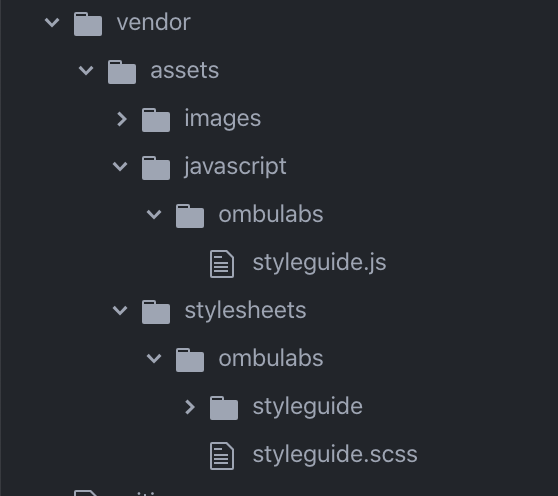 vendor
assets
images
javascript
ombulabs
styleguide.js
stylesheets
ombulabs
styleguide
styleguide.scss